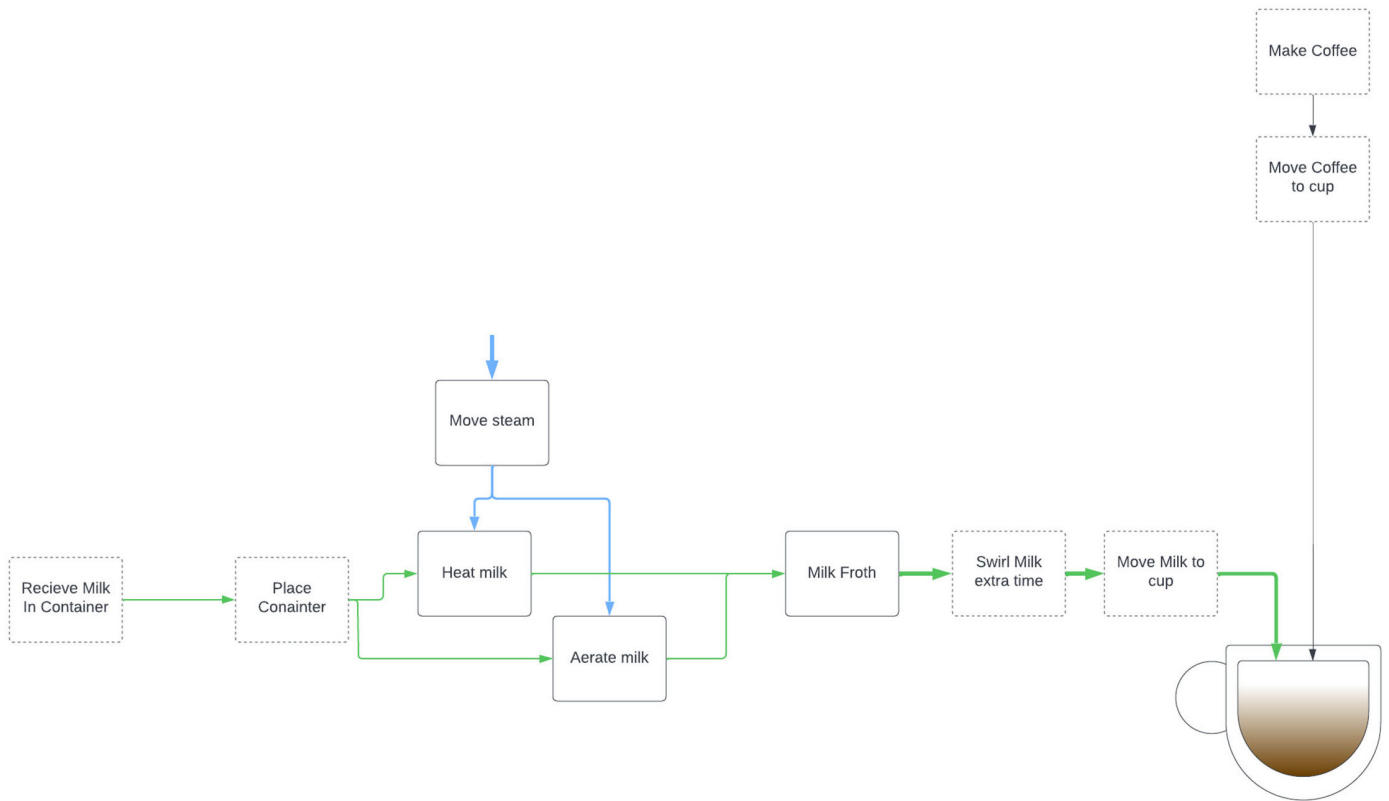 Make Coffee
Move Coffee
to cup
Move steam
Recieve Milk
In Container
Place
Conainter
Heat milk
Aerate milk
Milk Froth
Swirl Milk
extra time
Move Milk to
cup